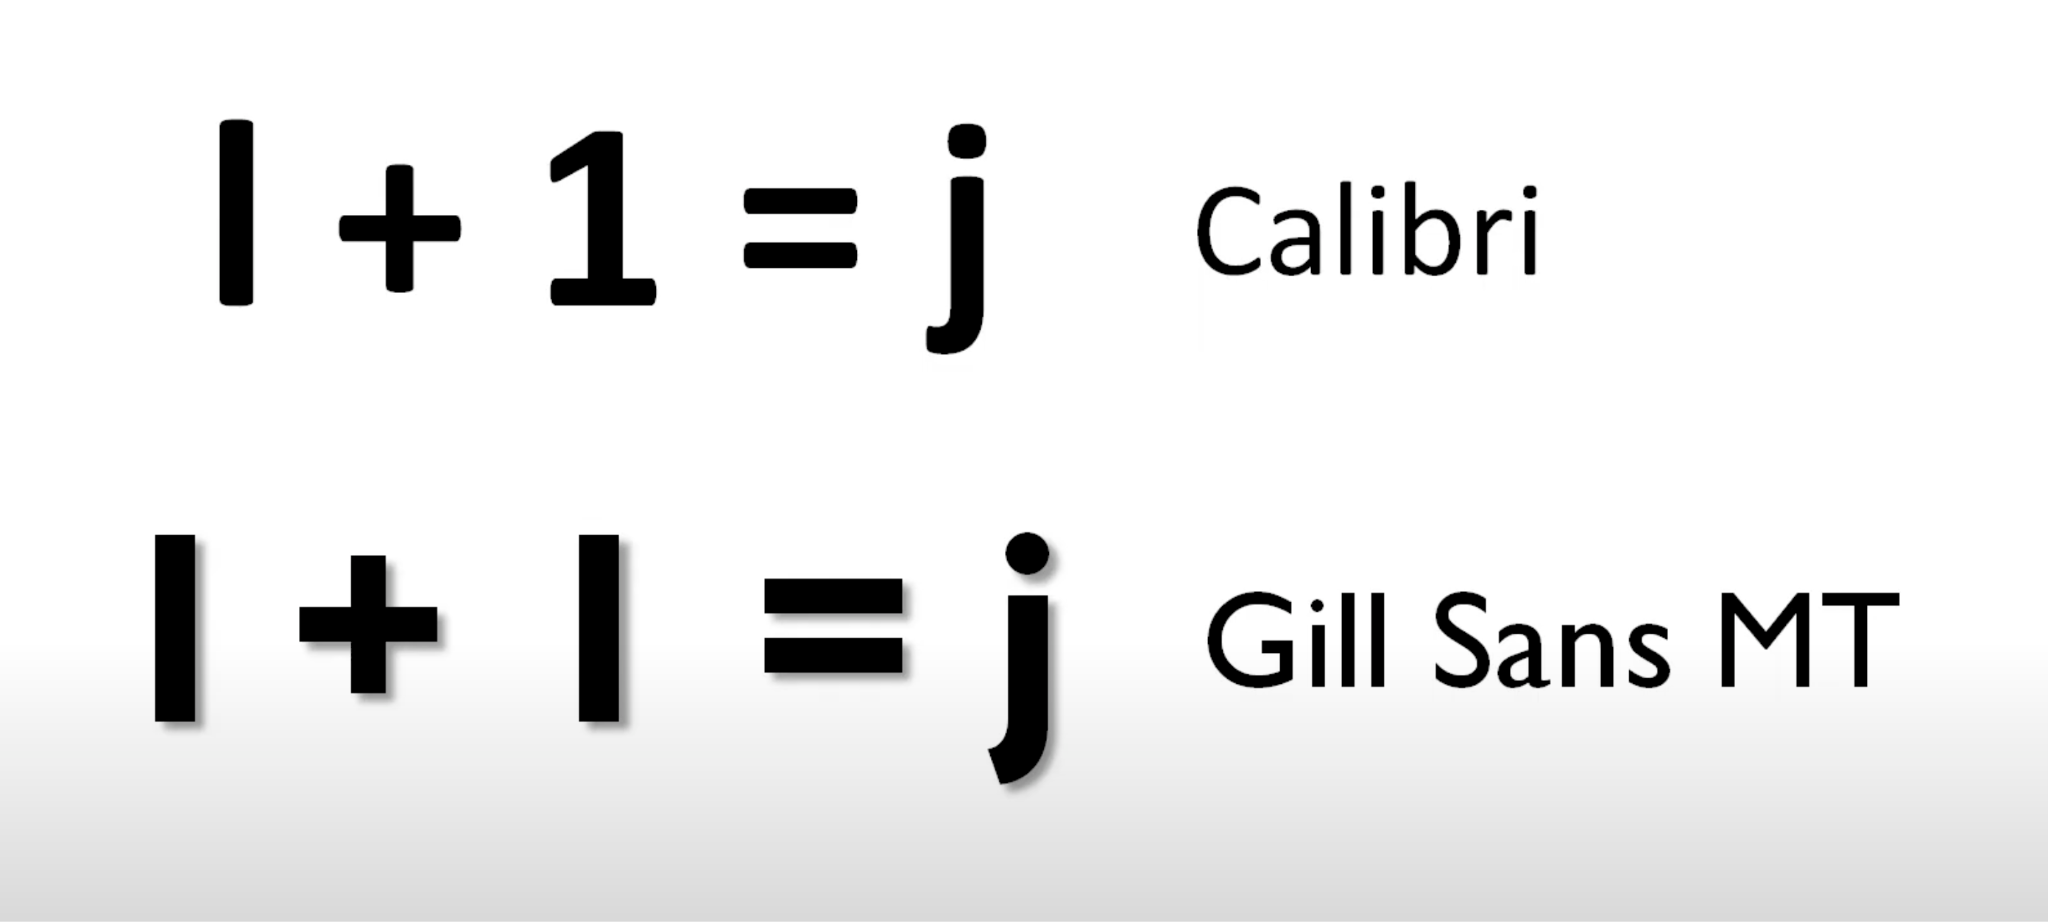 l + 1 = j Calibri
l + 1 = j Gill Sans MT